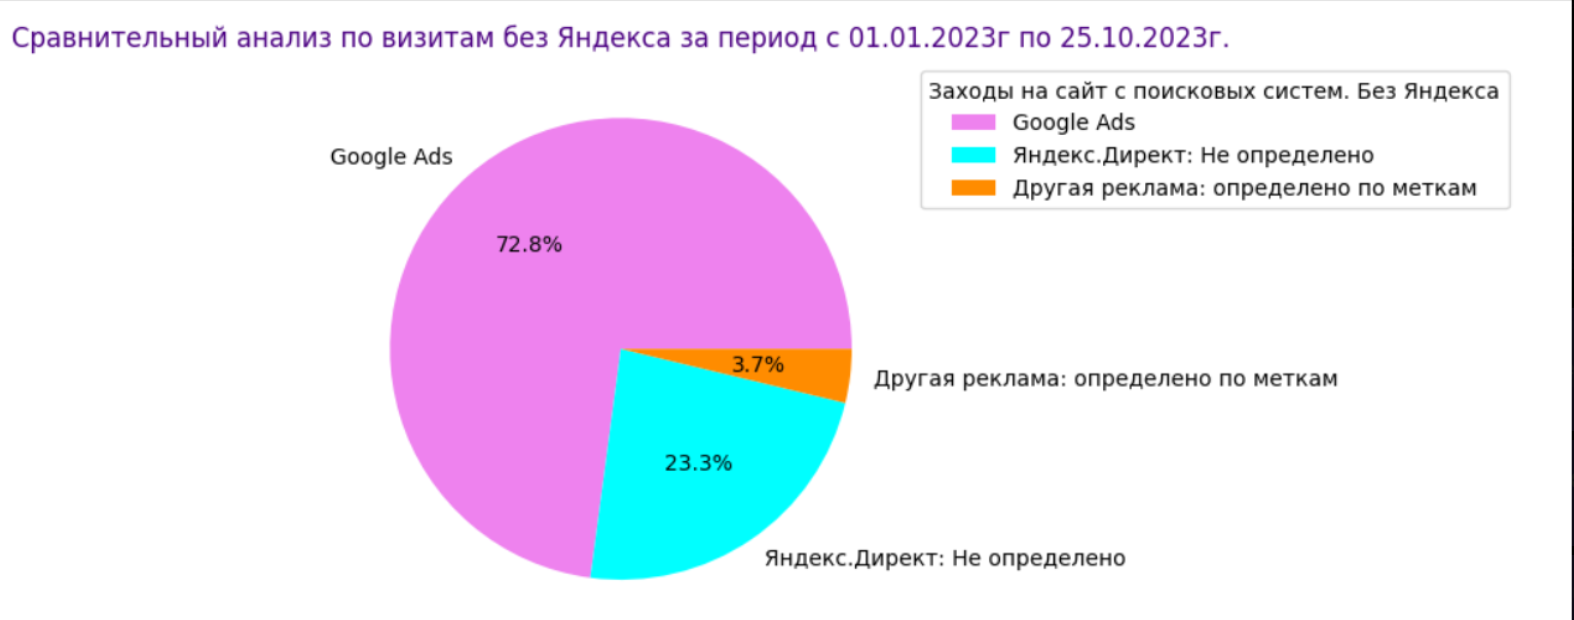 Сравнительный анализ по визитам без Яндекса за период с 01.01.2023г по 25.10.2023г.
Заходы на сайт с поисковых систем. Без Яндекса
Google Ads
Яндекс.Директ: Не определено
Другая реклама: определено по меткам
Google Ads
72.8%
3.7%
Другая реклама: определено по меткам
23.3%
Яндекс.Директ: Не определено